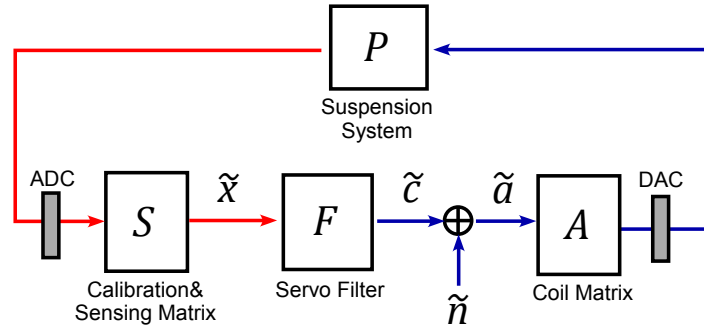 P
Suspension
System
ADC
S
x̃
F
c̃
ã
A
DAC
Calibration&
Sensing Matrix
Servo Filter
ñ
Coil Matrix